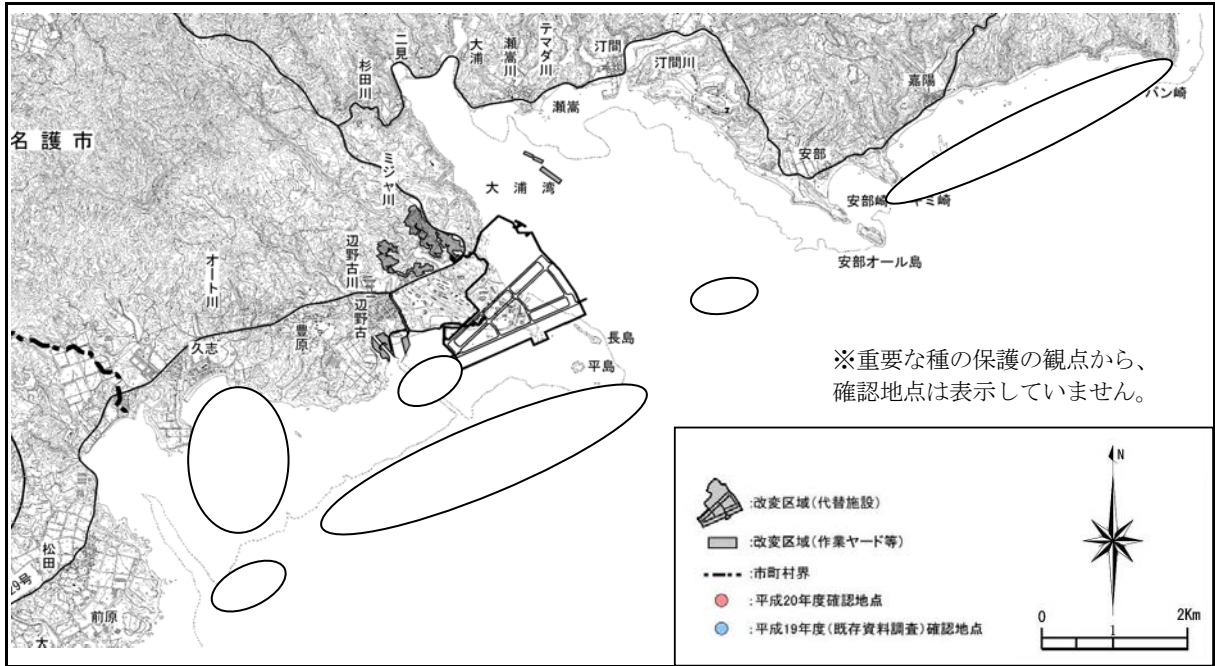 名護市
杉田川
二見
大浦
瀬嵩川
テマダ川
汀間
汀間川
瀬嵩
嘉陽
バン崎
安部
安部崎
ギミ崎
安部オール島
大浦湾
ミジャ川
辺野古川
辺野古
オート川
豊原
久志
長島
平島
松田
29号
前原
大
※重要な種の保護の観点から、
確認地点は表示していません。
:改変区域(代替施設)
:改変区域(作業ヤード等)
:市町村界
:平成20年度確認地点
:平成19年度(既存資料調査)確認地点
N
0 1 2Km